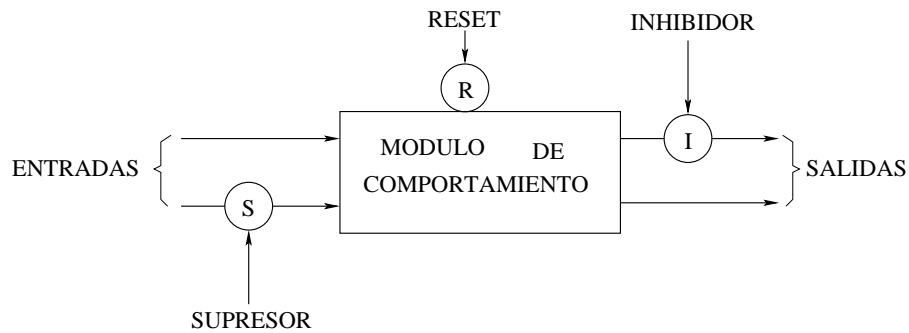 RESET
INHIBIDOR
R
MODULO DE
COMPORTAMIENTO
I
ENTRADAS
SALIDAS
S
SUPRESOR